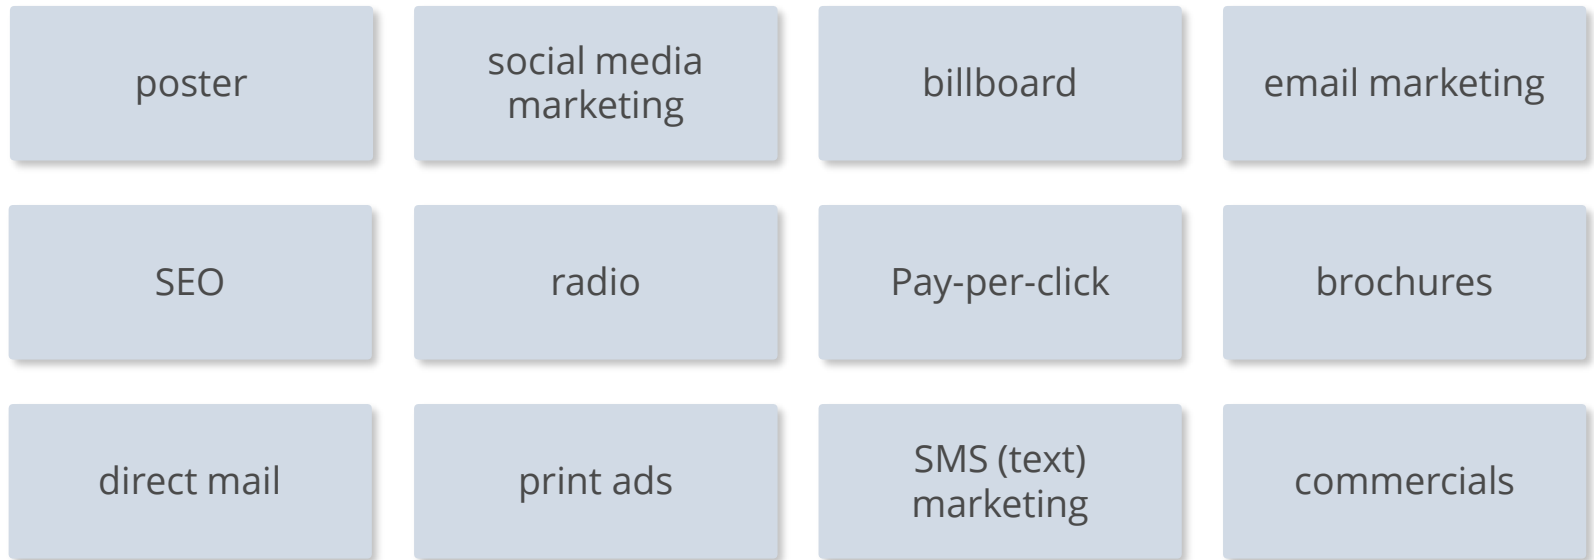 poster
social media
marketing
billboard
email marketing
SEO
radio
Pay-per-click
brochures
direct mail
print ads
SMS (text)
marketing
commercials